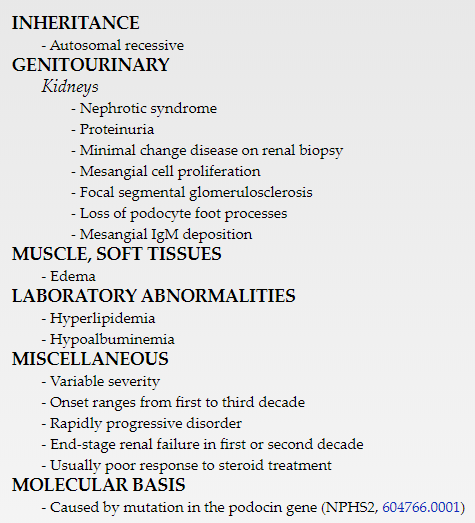 INHERITANCE
- Autosomal recessive
GENITOURINARY
Kidneys
- Nephrotic syndrome
- Proteinuria
- Minimal change disease on renal biopsy
- Mesangial cell proliferation
- Focal segmental glomerulosclerosis
- Loss of podocyte foot processes
- Mesangial IgM deposition
MUSCLE, SOFT TISSUES
- Edema
LABORATORY ABNORMALITIES
- Hyperlipidemia
- Hypoalbuminemia
MISCELLANEOUS
- Variable severity
- Onset ranges from first to third decade
- Rapidly progressive disorder
- End-stage renal failure in first or second decade
- Usually poor response to steroid treatment
MOLECULAR BASIS
- Caused by mutation in the podocin gene (NPHS2, 604766.0001)